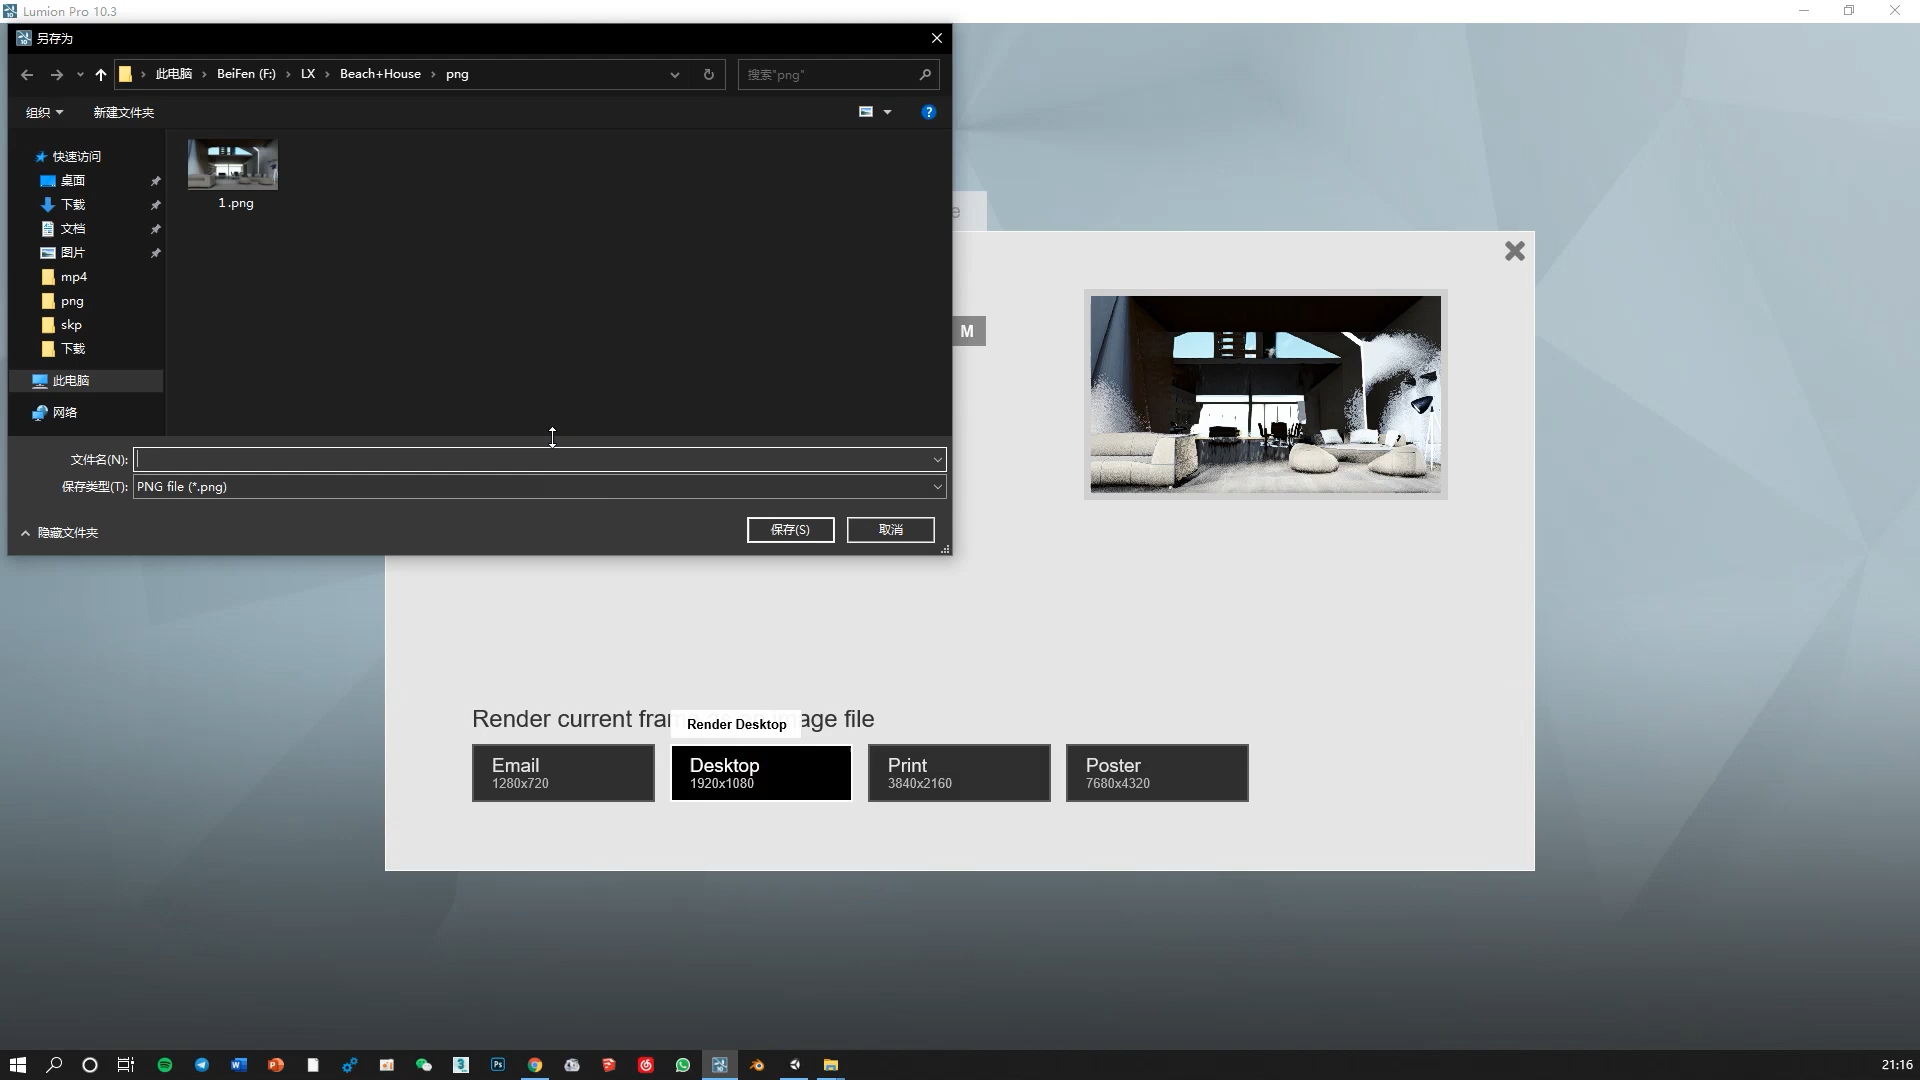 Lumion Pro 10.3
另存为
此电脑 › BeiFen (F:) › LX › Beach+House › png
搜索"png"
组织
新建文件夹
快速访问
桌面
下载
文档
图片
mp4
png
skp
下载
此电脑
网络
1.png
文件名(N):
保存类型(T): PNG file (*.png)
隐藏文件夹
保存(S)
取消
e
M
Render current fram
age file
Render Desktop
Email
1280x720
Desktop
1920x1080
Print
3840x2160
Poster
7680x4320
21:16